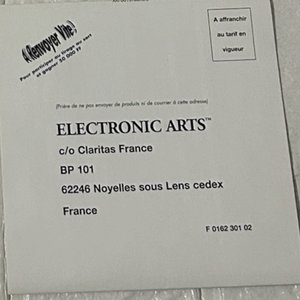 A affranchir
au tarif en
vigueur
A Renvoyer Vite!
Pour participer au tirage au sort
et gagner 50 000 FF
(Prière de ne pas envoyer de produits ni de courrier à cette adresse)
ELECTRONIC ARTS™
c/o Claritas France
BP 101
62246 Noyelles sous Lens cedex
France
F 0162 301 02